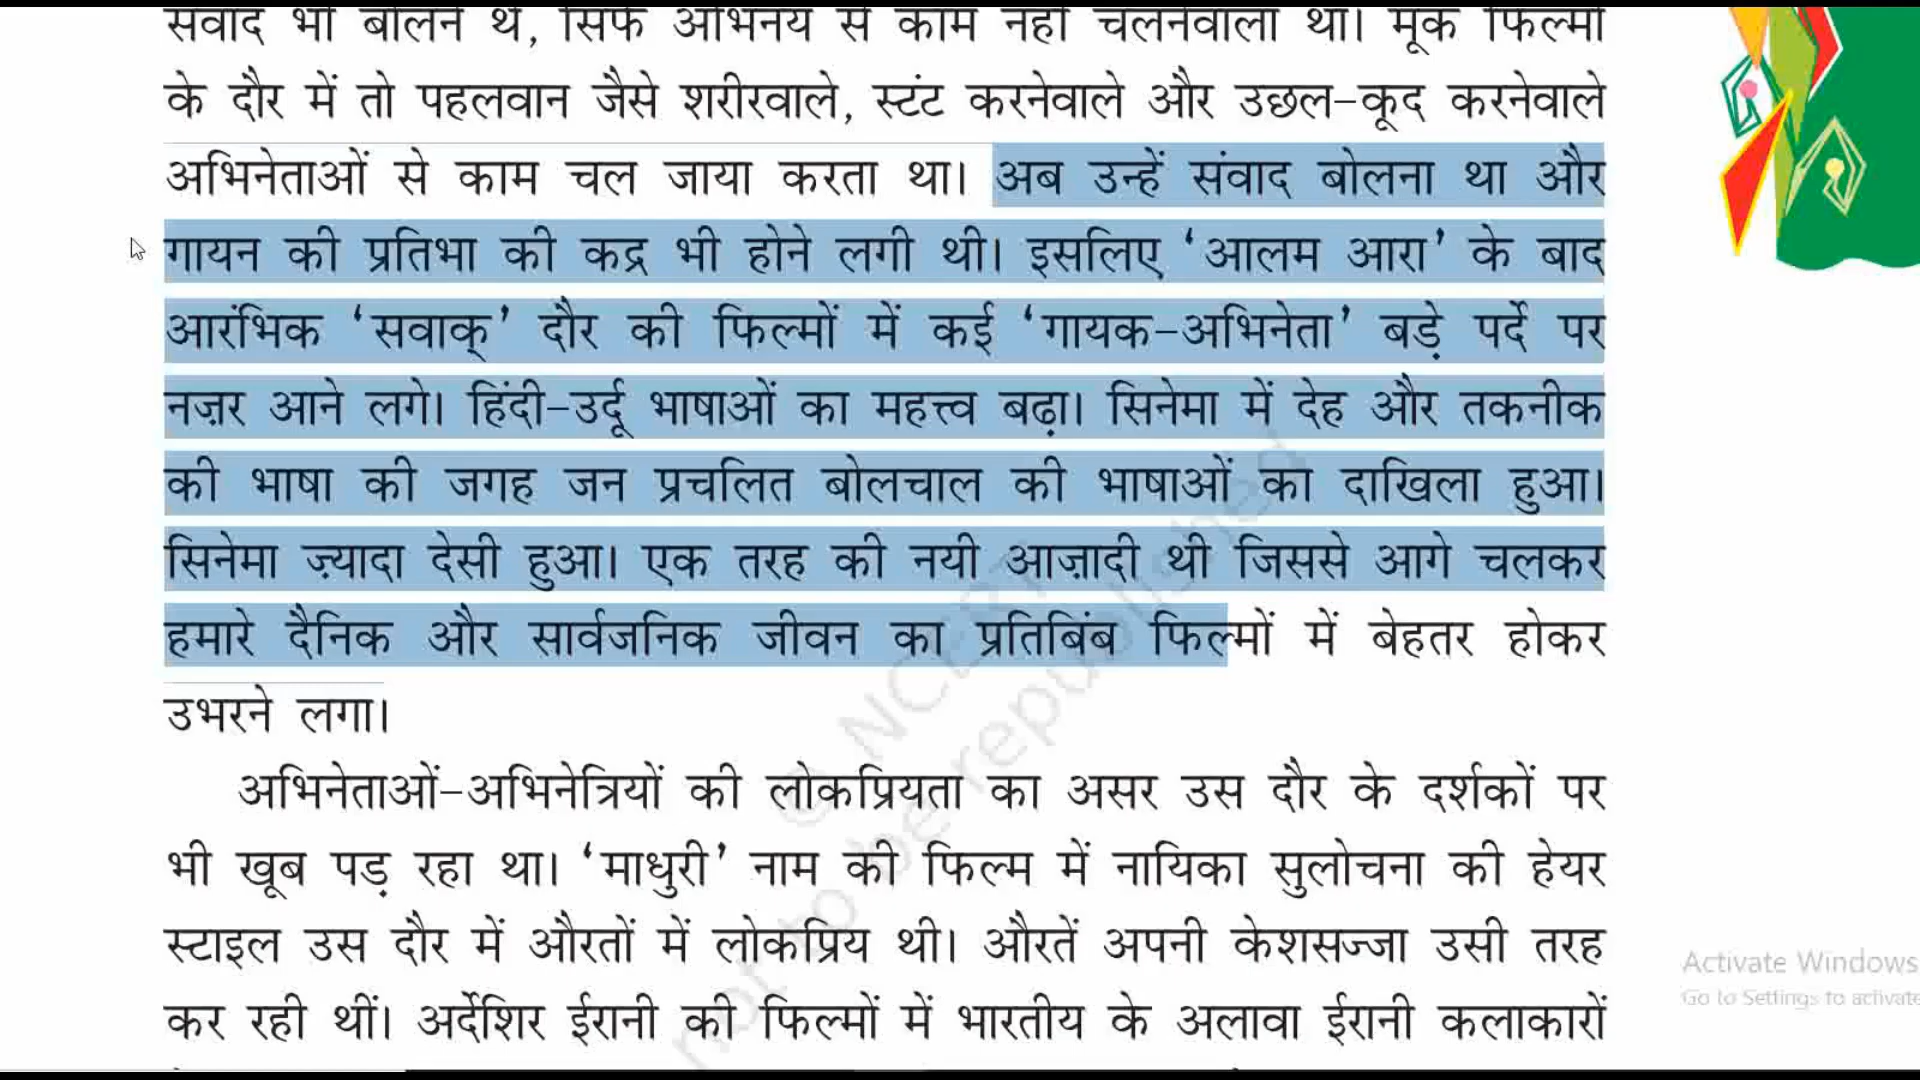 संवाद भी बोलने थे, सिर्फ अभिनय से काम नहीं चलनेवाला था। मूक फिल्मों
के दौर में तो पहलवान जैसे शरीरवाले, स्टंट करनेवाले और उछल-कूद करनेवाले
अभिनेताओं से काम चल जाया करता था। अब उन्हें संवाद बोलना था और
गायन की प्रतिभा की कद्र भी होने लगी थी। इसलिए ‘आलम आरा’ के बाद
आरंभिक ‘सवाक्’ दौर की फिल्मों में कई ‘गायक-अभिनेता’ बड़े पर्दे पर
नज़र आने लगे। हिंदी-उर्दू भाषाओं का महत्त्व बढ़ा। सिनेमा में देह और तकनीक
की भाषा की जगह जन प्रचलित बोलचाल की भाषाओं का दाखिला हुआ।
सिनेमा ज़्यादा देसी हुआ। एक तरह की नयी आज़ादी थी जिससे आगे चलकर
हमारे दैनिक और सार्वजनिक जीवन का प्रतिबिंब फिल्मों में बेहतर होकर
उभरने लगा।
अभिनेताओं-अभिनेत्रियों की लोकप्रियता का असर उस दौर के दर्शकों पर
भी खूब पड़ रहा था। ‘माधुरी’ नाम की फिल्म में नायिका सुलोचना की हेयर
स्टाइल उस दौर में औरतों में लोकप्रिय थी। औरतें अपनी केशसज्जा उसी तरह
कर रही थीं। अर्देशिर ईरानी की फिल्मों में भारतीय के अलावा ईरानी कलाकारों
© NCERT
not to be republished
Activate Windows
Go to Settings to activate